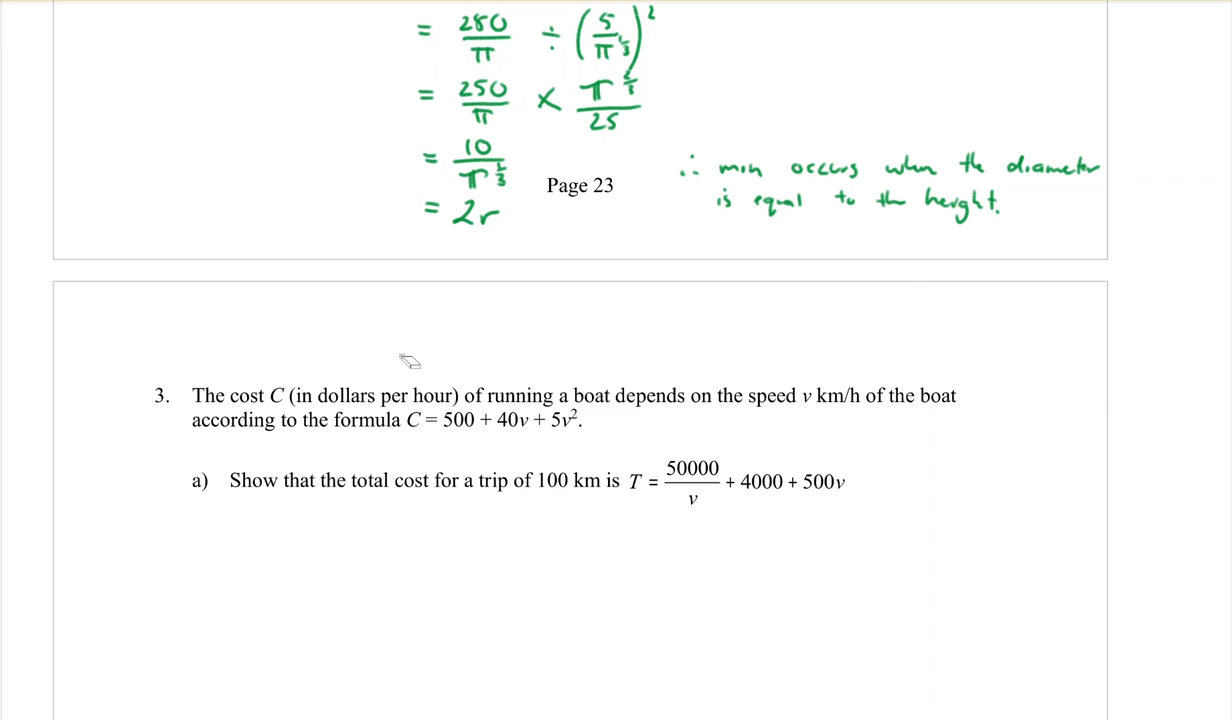 = 250/π ÷ (5/π^(1/3))^2
= 250/π × π^(2/3)/25
= 10/π^(1/3)
= 2r
Page 23
∴ min occurs when the diameter
is equal to the height.
3. The cost C (in dollars per hour) of running a boat depends on the speed v km/h of the boat
according to the formula C = 500 + 40v + 5v².
a) Show that the total cost for a trip of 100 km is T = 50000/v + 4000 + 500v